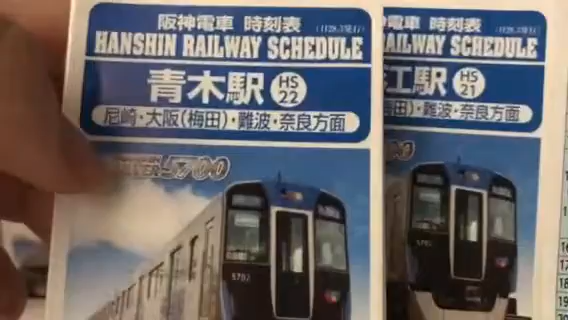 阪神電車 時刻表
HANSHIN RAILWAY SCHEDULE
青木駅 HS 22
尼崎・大阪(梅田)・難波・奈良方面
5700
電車 時刻表
RAILWAY SCHEDULE
江駅 HS 21
田)・難波・奈良方面